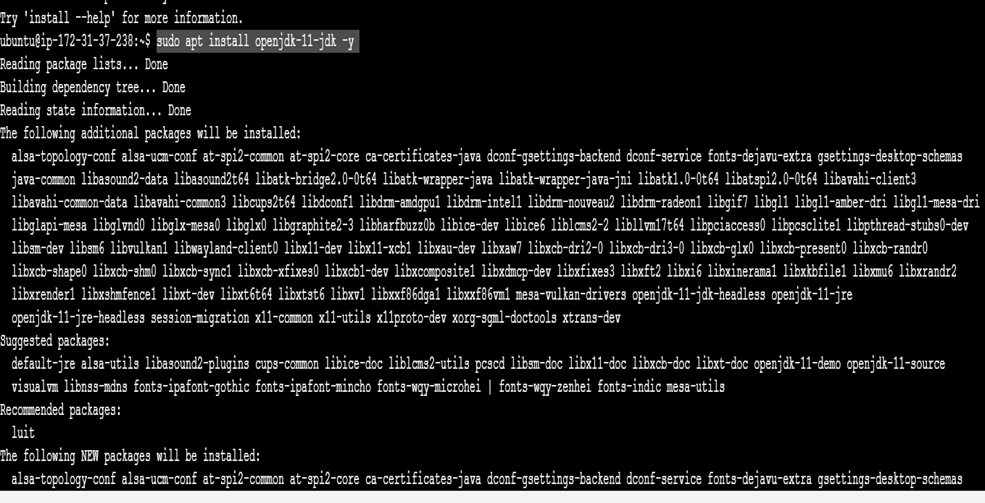 Try 'install --help' for more information.
ubuntu@ip-172-31-37-238:~$ sudo apt install openjdk-11-jdk -y
Reading package lists... Done
Building dependency tree... Done
Reading state information... Done
The following additional packages will be installed:
alsa-topology-conf alsa-ucm-conf at-spi2-common at-spi2-core ca-certificates-java dconf-gsettings-backend dconf-service fonts-dejavu-extra gsettings-desktop-schemas
java-common libasound2-data libasound2t64 libatk-bridge2.0-0t64 libatk-wrapper-java libatk-wrapper-java-jni libatk1.0-0t64 libatspi2.0-0t64 libavahi-client3
libavahi-common-data libavahi-common3 libcups2t64 libdconf1 libdrm-amdgpu1 libdrm-intel1 libdrm-nouveau2 libdrm-radeon1 libgif7 libgl1 libgl1-amber-dri libgl1-mesa-dri
libglapi-mesa libglvnd0 libglx-mesa0 libglx0 libgraphite2-3 libharfbuzz0b libice-dev libice6 liblcms2-2 libllvm17t64 libpciaccess0 libpcsclite1 libpthread-stubs0-dev
libsm-dev libsm6 libvulkan1 libwayland-client0 libx11-dev libx11-xcb1 libxau-dev libxaw7 libxcb-dri2-0 libxcb-dri3-0 libxcb-glx0 libxcb-present0 libxcb-randr0
libxcb-shape0 libxcb-shm0 libxcb-sync1 libxcb-xfixes0 libxcb1-dev libxcomposite1 libxdmcp-dev libxfixes3 libxft2 libxi6 libxinerama1 libxkbfile1 libxmu6 libxrandr2
libxrender1 libxshmfence1 libxt-dev libxt6t64 libxtst6 libxv1 libxxf86dga1 libxxf86vm1 mesa-vulkan-drivers openjdk-11-jdk-headless openjdk-11-jre
openjdk-11-jre-headless session-migration x11-common x11-utils x11proto-dev xorg-sgml-doctools xtrans-dev
Suggested packages:
default-jre alsa-utils libasound2-plugins cups-common libice-doc liblcms2-utils pcscd libsm-doc libx11-doc libxcb-doc libxt-doc openjdk-11-demo openjdk-11-source
visualvm libnss-mdns fonts-ipafont-gothic fonts-ipafont-mincho fonts-wqy-microhei | fonts-wqy-zenhei fonts-indic mesa-utils
Recommended packages:
luit
The following NEW packages will be installed:
alsa-topology-conf alsa-ucm-conf at-spi2-common at-spi2-core ca-certificates-java dconf-gsettings-backend dconf-service fonts-dejavu-extra gsettings-desktop-schemas